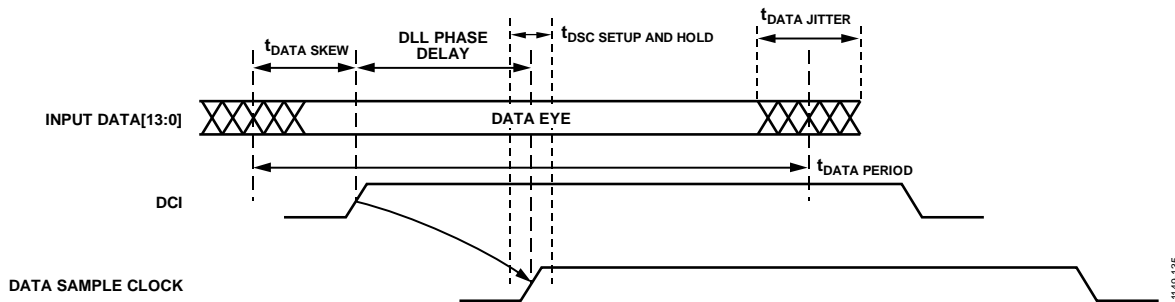 tDATA SKEW
DLL PHASE
DELAY
tDSC SETUP AND HOLD
tDATA JITTER
INPUT DATA[13:0]
DATA EYE
tDATA PERIOD
DCI
DATA SAMPLE CLOCK